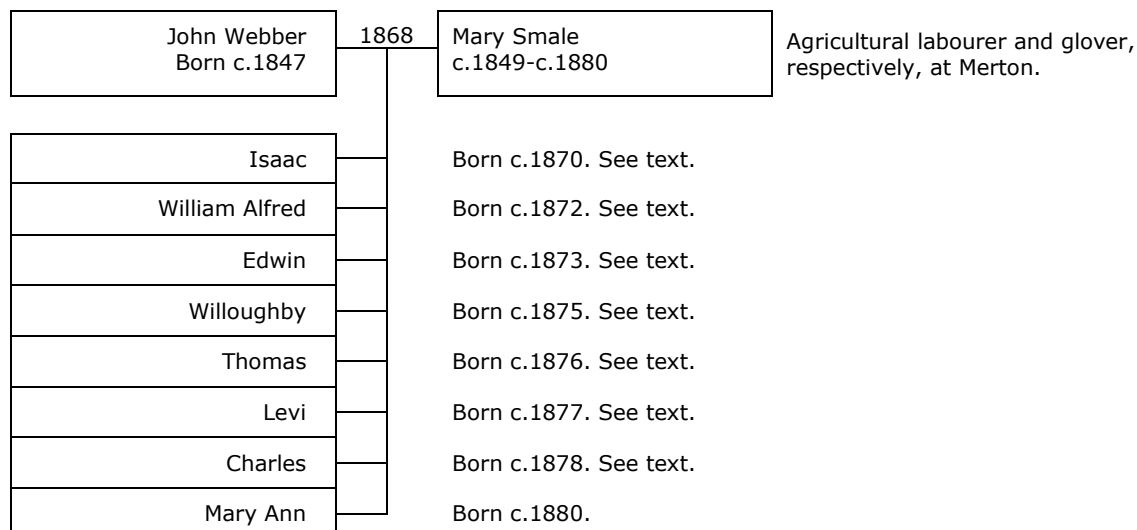 John Webber
Born c.1847
1868
Mary Smale
c.1849-c.1880
Agricultural labourer and glover,
respectively, at Merton.
Isaac
Born c.1870. See text.
William Alfred
Born c.1872. See text.
Edwin
Born c.1873. See text.
Willoughby
Born c.1875. See text.
Thomas
Born c.1876. See text.
Levi
Born c.1877. See text.
Charles
Born c.1878. See text.
Mary Ann
Born c.1880.